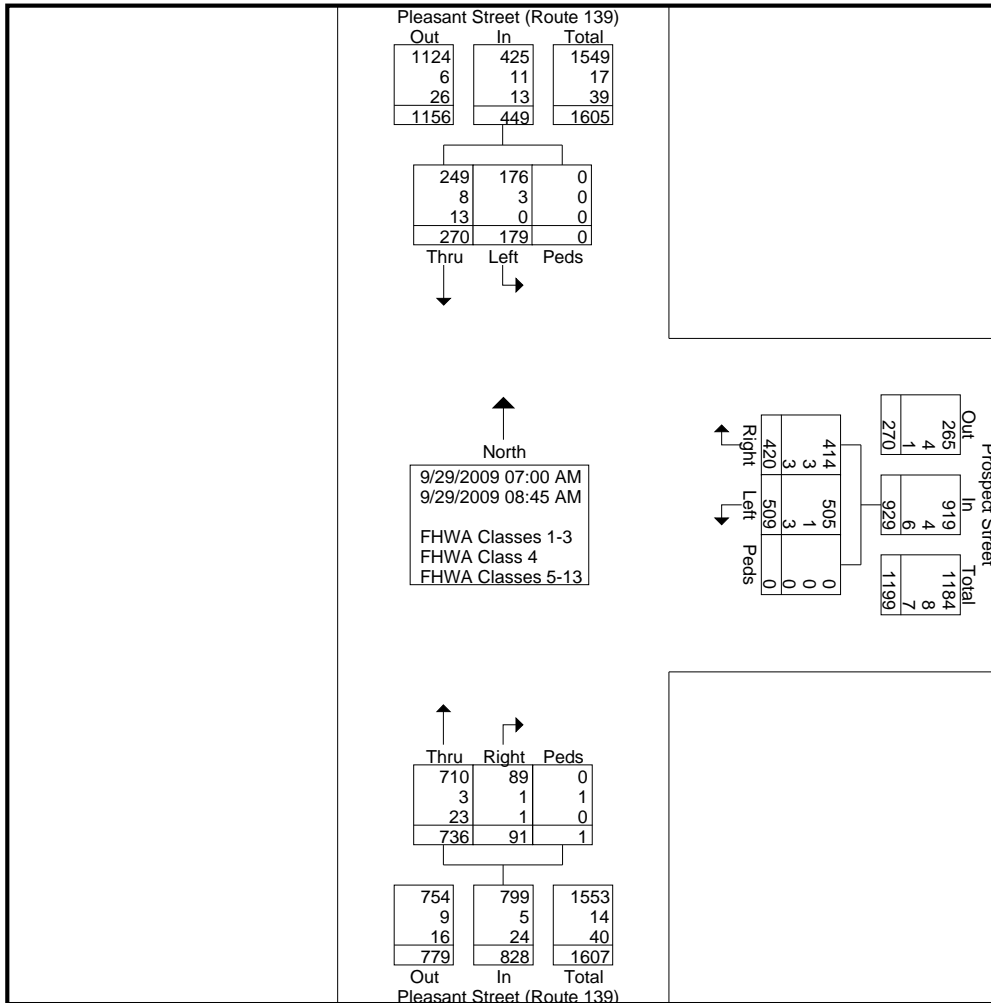 Pleasant Street (Route 139)
Out In Total
1124 425 1549
6 11 17
26 13 39
1156 449 1605
249 176 0
8 3 0
13 0 0
270 179 0
Thru Left Peds
North
9/29/2009 07:00 AM
9/29/2009 08:45 AM
FHWA Classes 1-3
FHWA Class 4
FHWA Classes 5-13
Prospect Street
Out In Total
265 919 1184
4 4 8
1 6 7
270 929 1199
414 505 0
3 1 0
3 3 0
420 509 0
Right Left Peds
Thru Right Peds
710 89 0
3 1 1
23 1 0
736 91 1
754 799 1553
9 5 14
16 24 40
779 828 1607
Out In Total
Pleasant Street (Route 139)